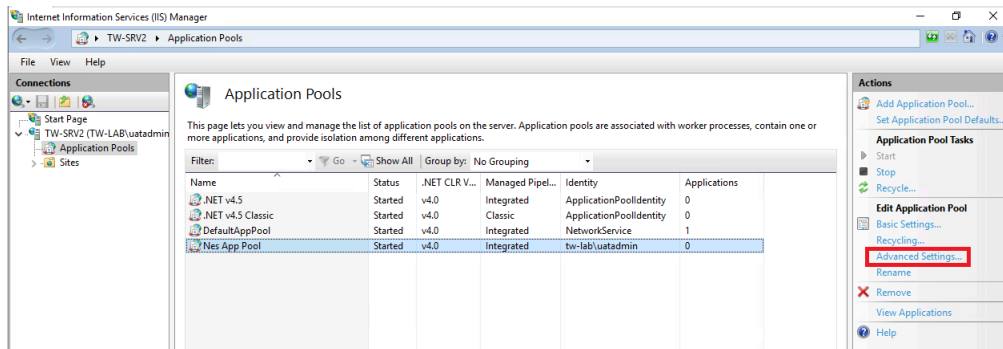 Internet Information Services (IIS) Manager
TW-SRV2 Application Pools
File View Help
Connections
Start Page
TW-SRV2 (TW-LAB\uatadmin
Application Pools
Sites
Application Pools
This page lets you view and manage the list of application pools on the server. Application pools are associated with worker processes, contain one or
more applications, and provide isolation among different applications.
Filter: Go Show All Group by: No Grouping
Name Status .NET CLR V... Managed Pipel... Identity Applications
.NET v4.5 Started v4.0 Integrated ApplicationPoolIdentity 0
.NET v4.5 Classic Started v4.0 Classic ApplicationPoolIdentity 0
DefaultAppPool Started v4.0 Integrated NetworkService 1
Nes App Pool Started v4.0 Integrated tw-lab\uatadmin 0
Actions
Add Application Pool...
Set Application Pool Defaults...
Application Pool Tasks
Start
Stop
Recycle...
Edit Application Pool
Basic Settings...
Recycling...
Advanced Settings...
Rename
Remove
View Applications
Help